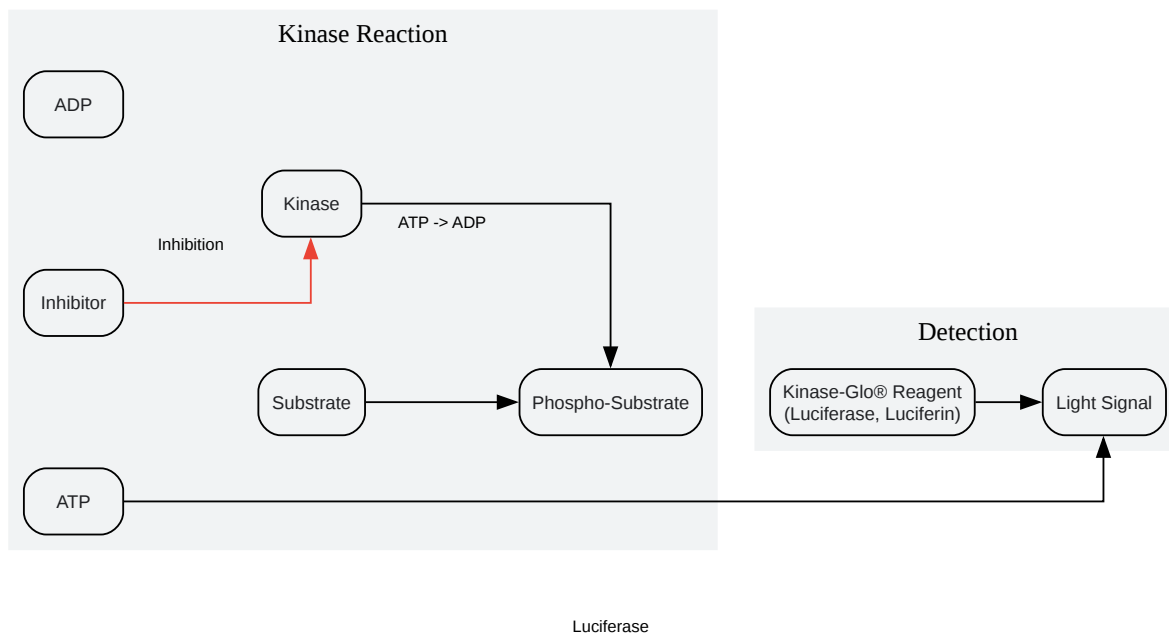 Kinase Reaction
ADP
Kinase
ATP -> ADP
Inhibition
Inhibitor
Substrate
Phospho-Substrate
ATP
Detection
Kinase-Glo® Reagent
(Luciferase, Luciferin)
Light Signal
Luciferase